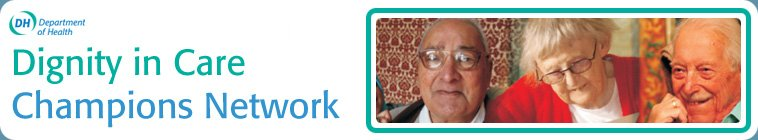 DH Department
of Health
Dignity in Care
Champions Network